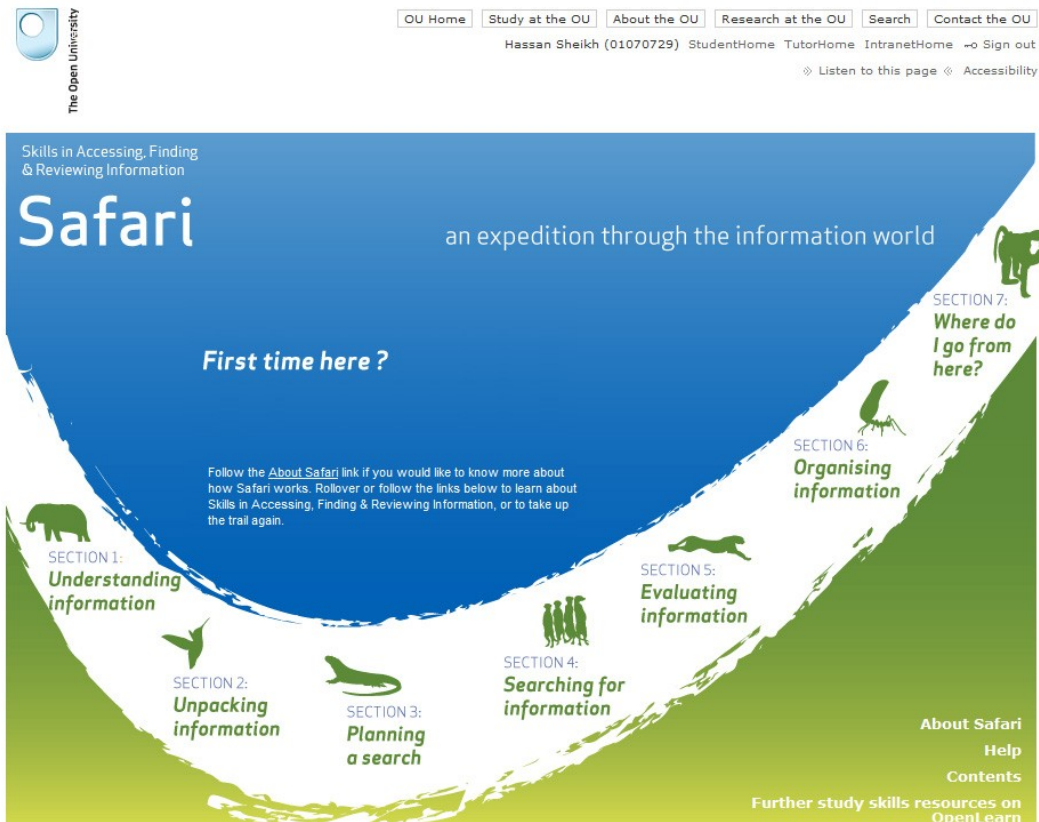 The Open University
OU Home Study at the OU About the OU Research at the OU Search Contact the OU
Hassan Sheikh (01070729) StudentHome TutorHome IntranetHome Sign out
Listen to this page Accessibility
Skills in Accessing, Finding
& Reviewing Information
Safari
an expedition through the information world
First time here ?
Follow the About Safari link if you would like to know more about
how Safari works. Rollover or follow the links below to learn about
Skills in Accessing, Finding & Reviewing Information, or to take up
the trail again.
SECTION 1:
Understanding
information
SECTION 2:
Unpacking
information
SECTION 3:
Planning
a search
SECTION 4:
Searching for
information
SECTION 5:
Evaluating
information
SECTION 6:
Organising
information
SECTION 7:
Where do
I go from
here?
About Safari
Help
Contents
Further study skills resources on
OpenLearn